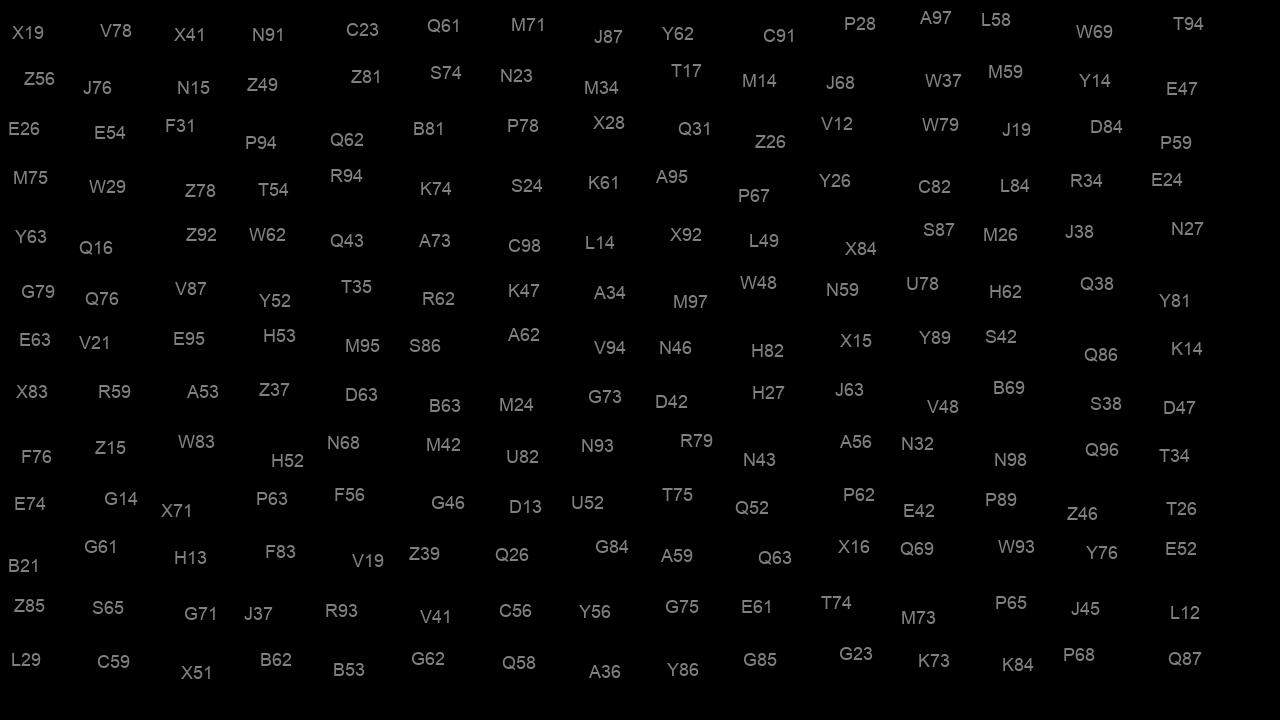 X19 V78 X41 N91 C23 Q61 M71 J87 Y62 C91 P28 A97 L58 W69 T94
Z56 J76 N15 Z49 Z81 S74 N23 M34 T17 M14 J68 W37 M59 Y14 E47
E26 E54 F31 P94 Q62 B81 P78 X28 Q31 Z26 V12 W79 J19 D84 P59
M75 W29 Z78 T54 R94 K74 S24 K61 A95 P67 Y26 C82 L84 R34 E24
Y63 Q16 Z92 W62 Q43 A73 C98 L14 X92 L49 X84 S87 M26 J38 N27
G79 Q76 V87 Y52 T35 R62 K47 A34 M97 W48 N59 U78 H62 Q38 Y81
E63 V21 E95 H53 M95 S86 A62 V94 N46 H82 X15 Y89 S42 Q86 K14
X83 R59 A53 Z37 D63 B63 M24 G73 D42 H27 J63 V48 B69 S38 D47
F76 Z15 W83 H52 N68 M42 U82 N93 R79 N43 A56 N32 N98 Q96 T34
E74 G14 X71 P63 F56 G46 D13 U52 T75 Q52 P62 E42 P89 Z46 T26
B21 G61 H13 F83 V19 Z39 Q26 G84 A59 Q63 X16 Q69 W93 Y76 E52
Z85 S65 G71 J37 R93 V41 C56 Y56 G75 E61 T74 M73 P65 J45 L12
L29 C59 X51 B62 B53 G62 Q58 A36 Y86 G85 G23 K73 K84 P68 Q87